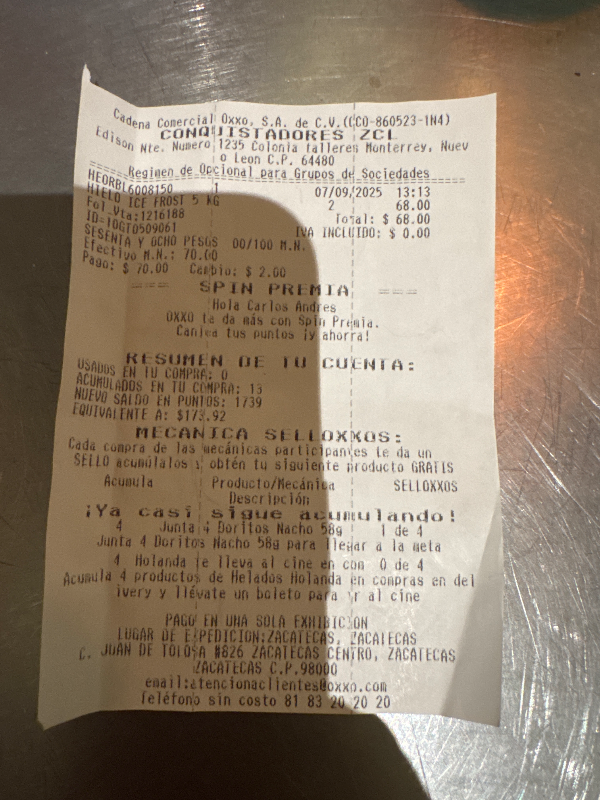 Cadena Comercial Oxxo, S.A. de C.V.(CCO-860523-1N4)
CONQUISTADORES ZCL
Edison Nte. Numero 1235 Colonia talleres Monterrey, Nuev
o Leon C.P. 64480
Regimen de Opcional para Grupos de Sociedades
HEORBL6008150 1 07/09/2025 13:13
HIELO ICE FROST 5 KG 2 68.00
Fol.Vta:1216188 Total: $ 68.00
ID=10GT0509061 IVA INCLUIDO: $ 0.00
SESENTA Y OCHO PESOS 00/100 M.N.
Efectivo M.N.: 70.00
Pago: $ 70.00 Cambio: $ 2.00
=== SPIN PREMIA ===
Hola Carlos Andres
OXXO te da más con Spin Premia.
Canjea tus puntos ¡y ahorra!
RESUMEN DE TU CUENTA:
USADOS EN TU COMPRA: 0
ACUMULADOS EN TU COMPRA: 13
NUEVO SALDO EN PUNTOS: 1739
EQUIVALENTE A: $173.92
MECANICA SELLOXXOS:
Cada compra de las mecánicas participantes te da un
SELLO acumúlalos y obtén tu siguiente producto GRATIS
Acumula Producto/Mecánica SELLOXXOS
Descripción
¡Ya casi sigue acumulando!
4 Junta 4 Doritos Nacho 58g 1 de 4
Junta 4 Doritos Nacho 58g para llegar a la meta
4 Holanda te lleva al cine en com 0 de 4
Acumula 4 productos de Helados Holanda en compras en del
ivery y llévate un boleto para ir al cine
PAGO EN UNA SOLA EXHIBICION
LUGAR DE EXPEDICION:ZACATECAS, ZACATECAS
C. JUAN DE TOLOSA #826 ZACATECAS CENTRO, ZACATECAS
ZACATECAS C.P.98000
email:atencionaclientes@oxxo.com
Teléfono sin costo 81 83 20 20 20